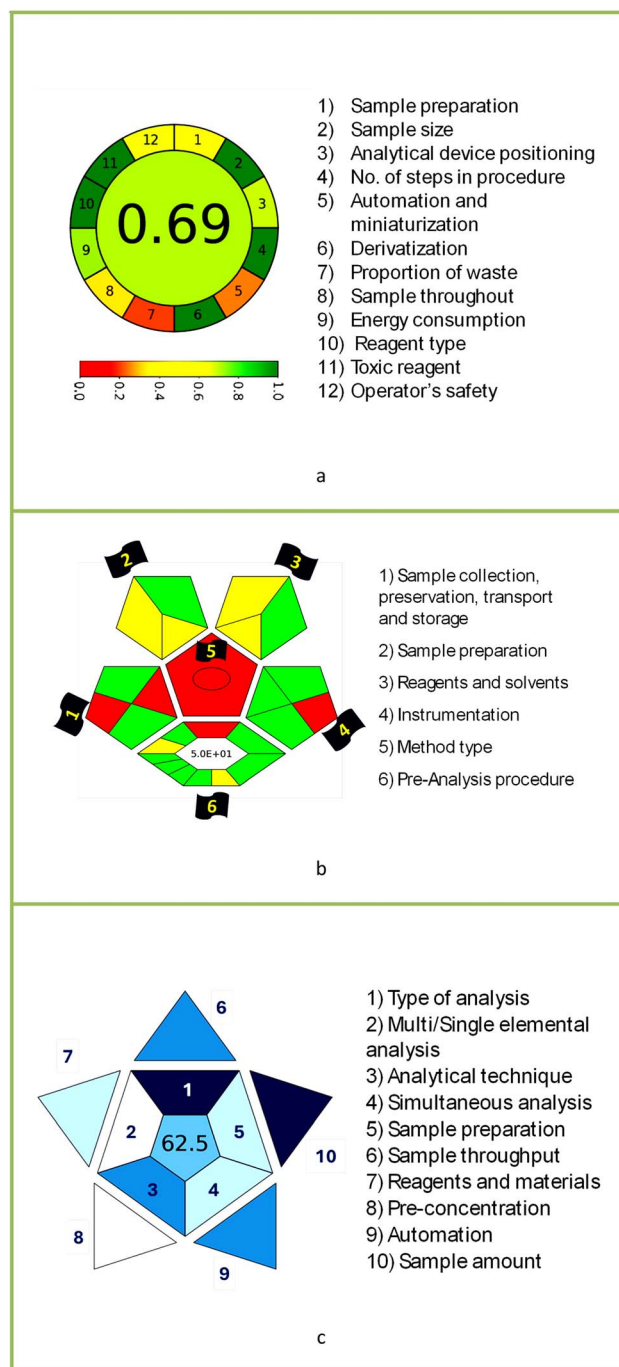 12
1
11
2
10
3
0.69
9
4
8
5
7
6
0.0
0.2
0.4
0.6
0.8
1.0
1) Sample preparation
2) Sample size
3) Analytical device positioning
4) No. of steps in procedure
5) Automation and
miniaturization
6) Derivatization
7) Proportion of waste
8) Sample throughout
9) Energy consumption
10) Reagent type
11) Toxic reagent
12) Operator's safety
a
2
3
5
1
4
5.0E+01
6
1) Sample collection,
preservation, transport
and storage
2) Sample preparation
3) Reagents and solvents
4) Instrumentation
5) Method type
6) Pre-Analysis procedure
b
6
7
1
2
5
62.5
10
3
4
8
9
1) Type of analysis
2) Multi/Single elemental
analysis
3) Analytical technique
4) Simultaneous analysis
5) Sample preparation
6) Sample throughput
7) Reagents and materials
8) Pre-concentration
9) Automation
10) Sample amount
c